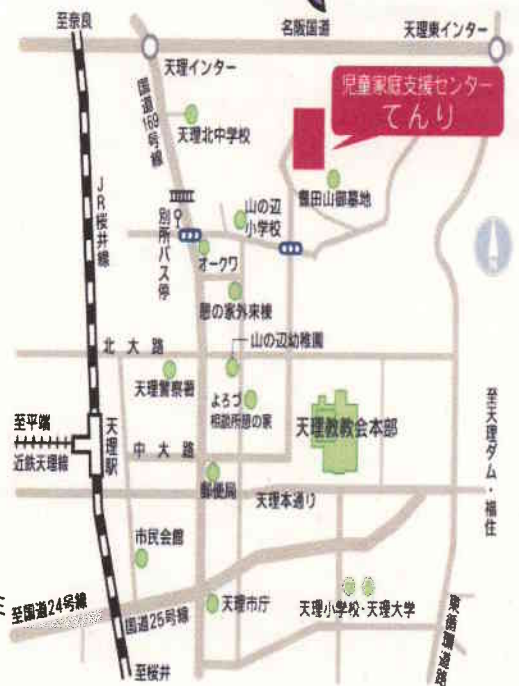 至奈良
名阪国道
天理東インター
天理インター
国道169号線
天理北中学校
児童家庭支援センター
てんり
豊田山御墓地
JR桜井線
別所バス停
山の辺
小学校
オークワ
憩の家外来棟
北大路
山の辺幼稚園
天理警察署
よろづ
相談所憩の家
天理教教会本部
至天理ダム・福住
至平端
近鉄天理線
天理駅
中大路
郵便局
天理本通り
市民会館
至国道24号線
国道25号線
天理市庁
天理小学校・天理大学
東南環道路
至桜井